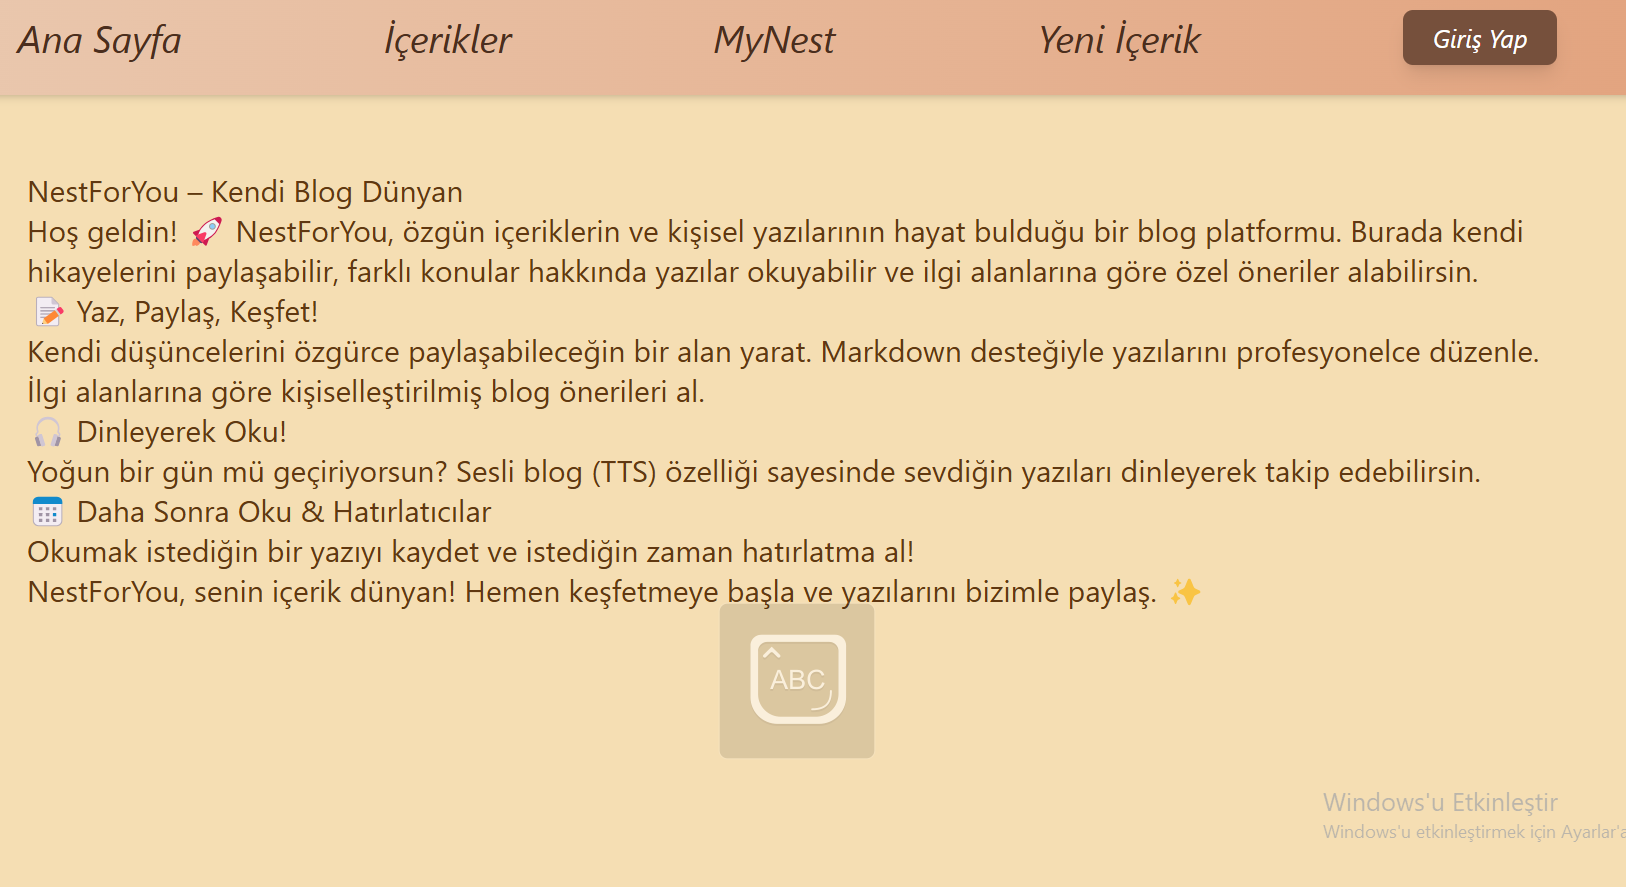 Ana Sayfa İçerikler MyNest Yeni İçerik Giriş Yap
NestForYou – Kendi Blog Dünyan
Hoş geldin! 🚀 NestForYou, özgün içeriklerin ve kişisel yazılarının hayat bulduğu bir blog platformu. Burada kendi
hikayelerini paylaşabilir, farklı konular hakkında yazılar okuyabilir ve ilgi alanlarına göre özel öneriler alabilirsin.
📝 Yaz, Paylaş, Keşfet!
Kendi düşüncelerini özgürce paylaşabileceğin bir alan yarat. Markdown desteğiyle yazılarını profesyonelce düzenle.
İlgi alanlarına göre kişiselleştirilmiş blog önerileri al.
🎧 Dinleyerek Oku!
Yoğun bir gün mü geçiriyorsun? Sesli blog (TTS) özelliği sayesinde sevdiğin yazıları dinleyerek takip edebilirsin.
📅 Daha Sonra Oku & Hatırlatıcılar
Okumak istediğin bir yazıyı kaydet ve istediğin zaman hatırlatma al!
NestForYou, senin içerik dünyan! Hemen keşfetmeye başla ve yazılarını bizimle paylaş. ✨
ABC
Windows'u Etkinleştir
Windows'u etkinleştirmek için Ayarlar'a